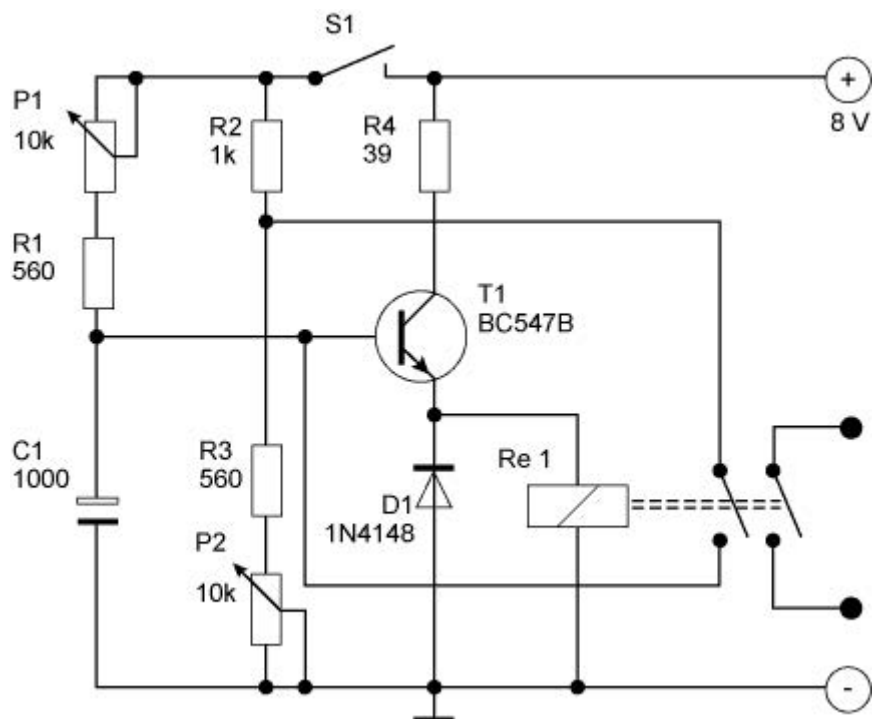 S1
P1
10k
R2
1k
R4
39
+
8 V
R1
560
T1
BC547B
C1
1000
R3
560
Re 1
D1
1N4148
P2
10k
-